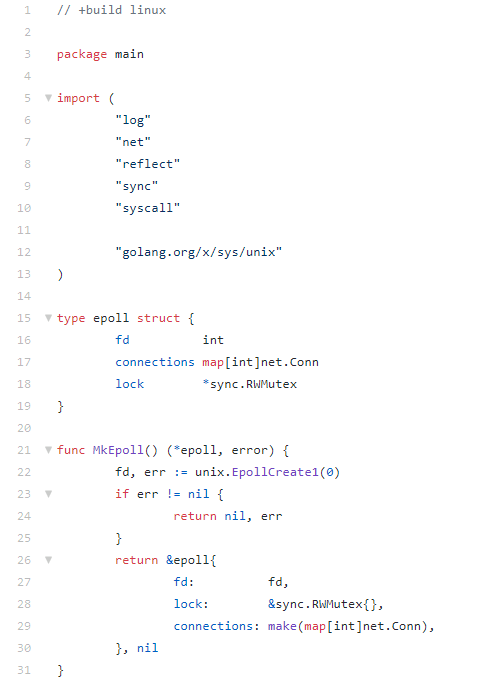 1 // +build linux
2
3 package main
4
5 import (
6 "log"
7 "net"
8 "reflect"
9 "sync"
10 "syscall"
11
12 "golang.org/x/sys/unix"
13 )
14
15 type epoll struct {
16 fd int
17 connections map[int]net.Conn
18 lock *sync.RWMutex
19 }
20
21 func MkEpoll() (*epoll, error) {
22 fd, err := unix.EpollCreate1(0)
23 if err != nil {
24 return nil, err
25 }
26 return &epoll{
27 fd: fd,
28 lock: &sync.RWMutex{},
29 connections: make(map[int]net.Conn),
30 }, nil
31 }